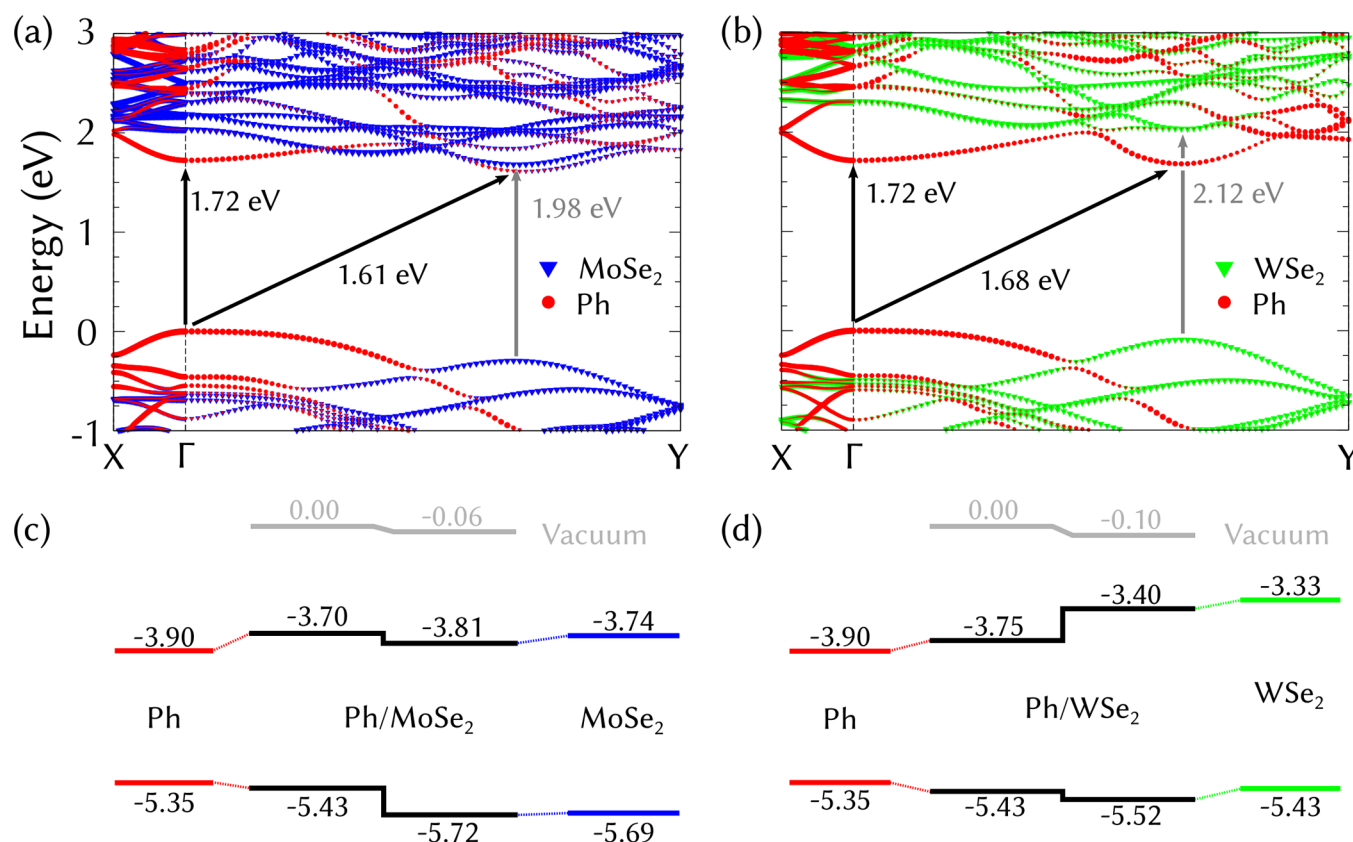 (a)
(b)
Energy (eV)
3
2
1
0
-1
1.72 eV
1.61 eV
1.98 eV
MoSe₂
Ph
X
Γ
Y
1.72 eV
1.68 eV
2.12 eV
WSe₂
Ph
X
Γ
Y
(c)
0.00
-0.06
Vacuum
-3.90
-3.70
-3.81
-3.74
Ph
Ph/MoSe₂
MoSe₂
-5.35
-5.43
-5.72
-5.69
(d)
0.00
-0.10
Vacuum
-3.90
-3.75
-3.40
-3.33
Ph
Ph/WSe₂
WSe₂
-5.35
-5.43
-5.52
-5.43